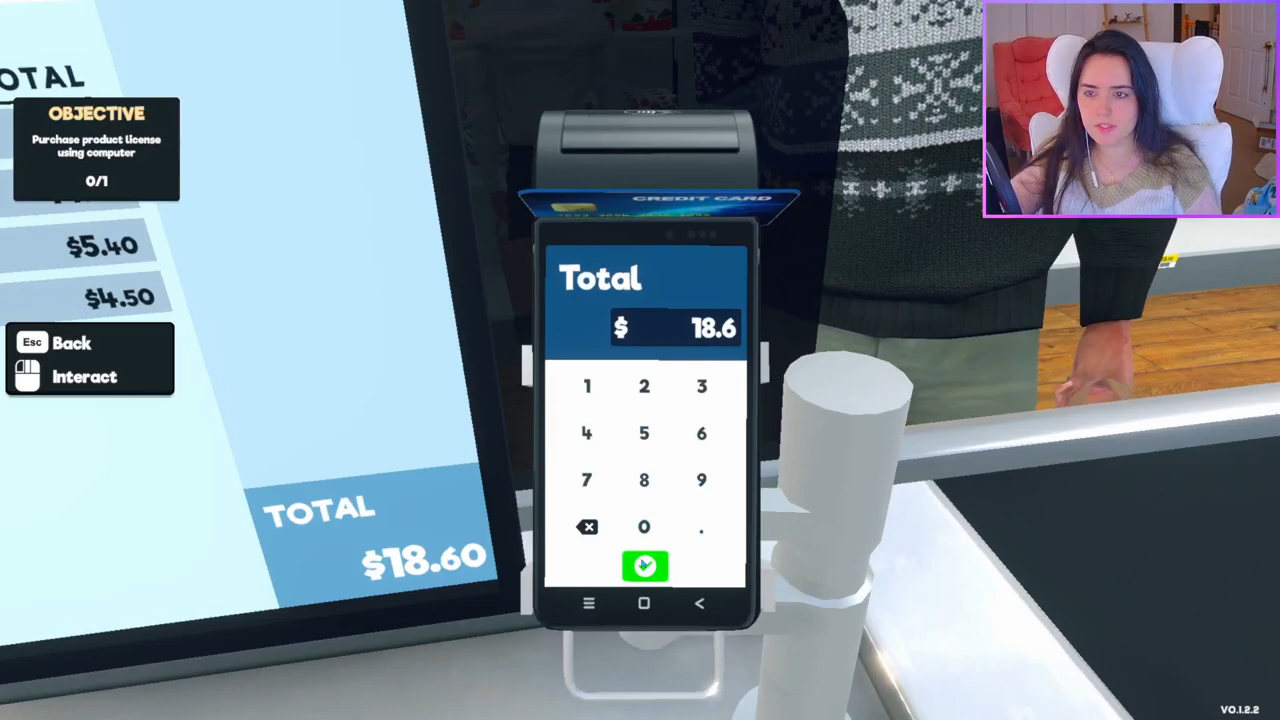 OTAL
OBJECTIVE
Purchase product license
using computer
0/1
$5.40
$4.50
Esc Back
Interact
TOTAL
$18.60
CREDIT CARD
Total
$ 18.6
1 2 3
4 5 6
7 8 9
0 .
V0.1.2.2